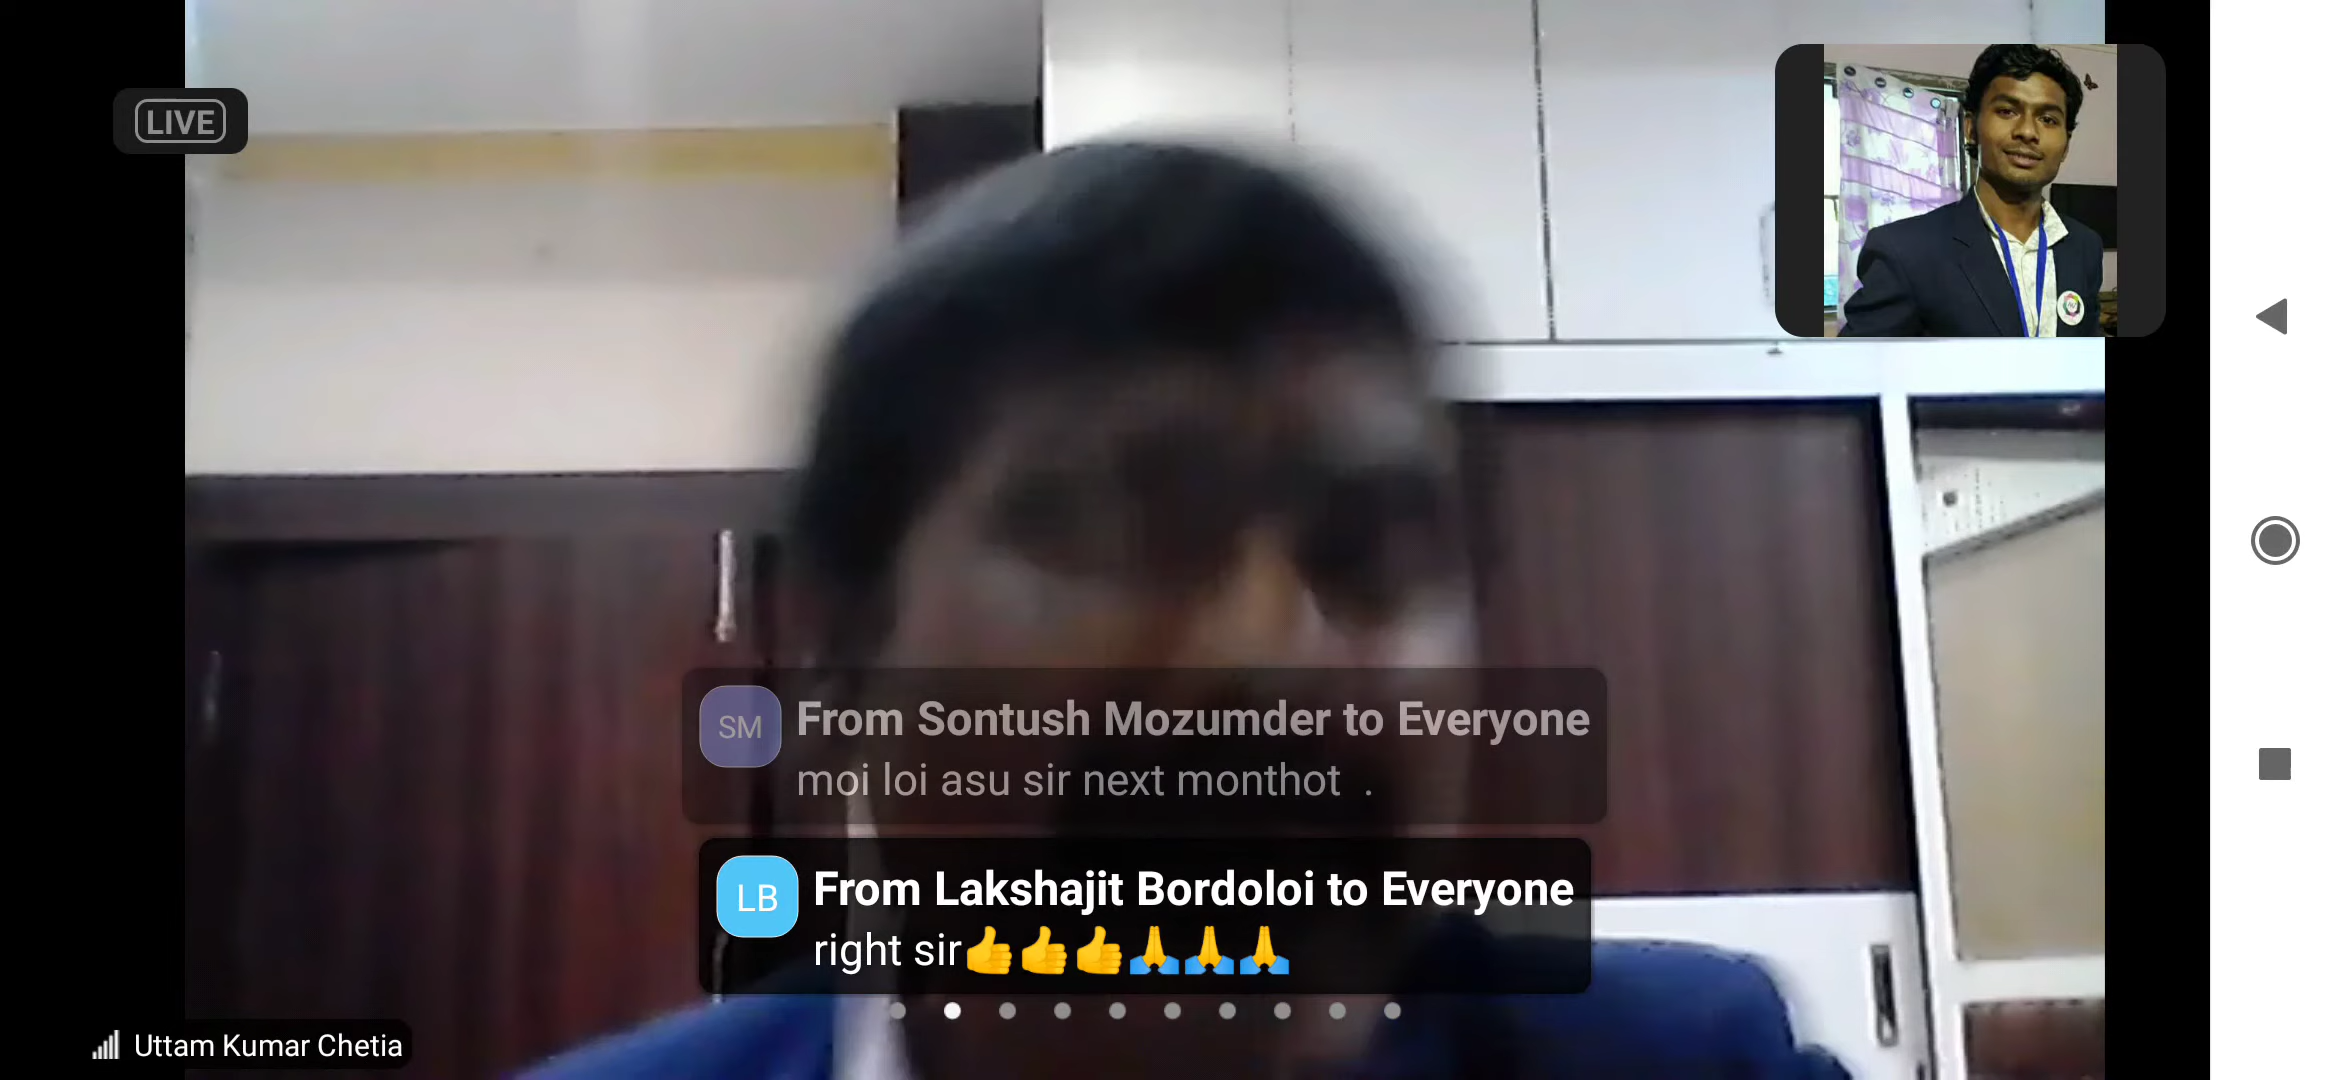 LIVE
SM
From Sontush Mozumder to Everyone
moi loi asu sir next monthot .
LB
From Lakshajit Bordoloi to Everyone
right sir👍👍👍🙏🙏🙏
Uttam Kumar Chetia